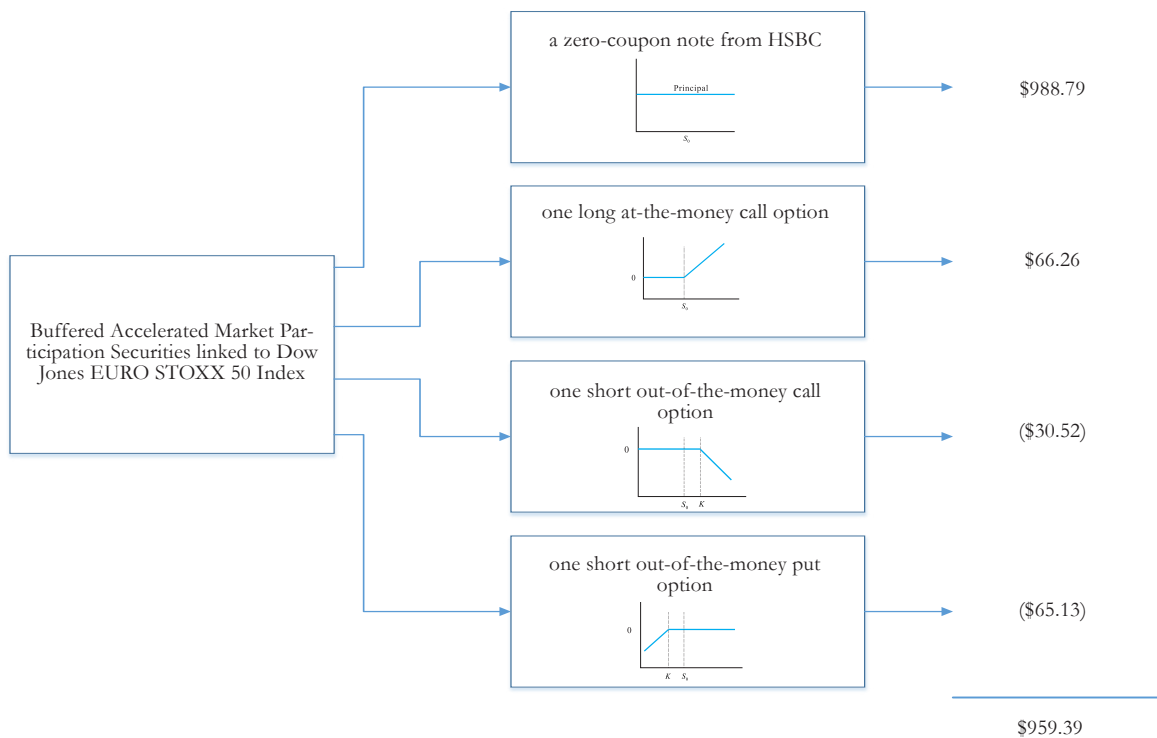 a zero-coupon note from HSBC
Principal
S₀
$988.79
one long at-the-money call option
0
S₀
$66.26
Buffered Accelerated Market Par-
ticipation Securities linked to Dow
Jones EURO STOXX 50 Index
one short out-of-the-money call
option
0
S₀ K
($30.52)
one short out-of-the-money put
option
0
K S₀
($65.13)
$959.39